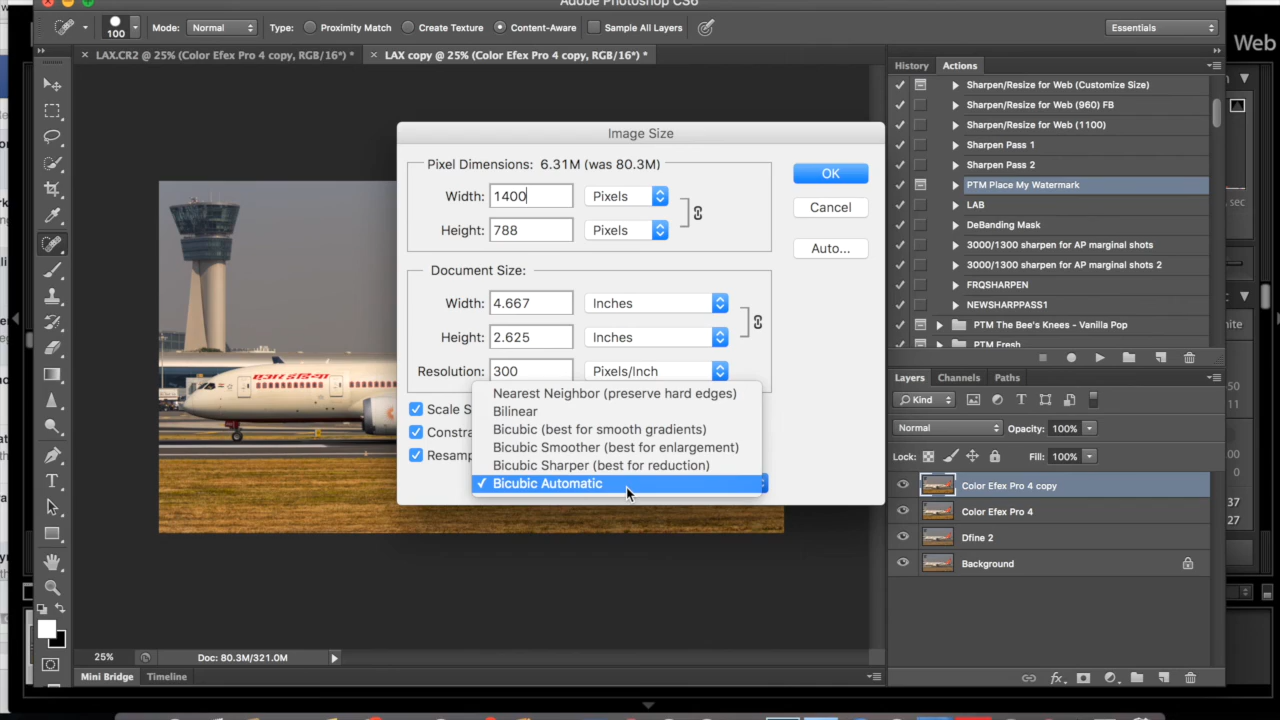 Adobe Photoshop CS6
100
Mode: Normal
Type: Proximity Match Create Texture Content-Aware Sample All Layers
Essentials
Web
× LAX.CR2 @ 25% (Color Efex Pro 4 copy, RGB/16*) *
× LAX copy @ 25% (Color Efex Pro 4 copy, RGB/16*) *
History Actions
Sharpen/Resize for Web (Customize Size)
Sharpen/Resize for Web (960) FB
Sharpen/Resize for Web (1100)
Sharpen Pass 1
Sharpen Pass 2
PTM Place My Watermark
LAB
DeBanding Mask
3000/1300 sharpen for AP marginal shots
3000/1300 sharpen for AP marginal shots 2
FRQSHARPEN
NEWSHARPPASS1
PTM The Bee's Knees - Vanilla Pop
PTM Fresh
Image Size
Pixel Dimensions: 6.31M (was 80.3M)
Width: 1400 Pixels
Height: 788 Pixels
OK
Cancel
Auto...
Document Size:
Width: 4.667 Inches
Height: 2.625 Inches
Resolution: 300 Pixels/Inch
Scale S
Constra
Resamp
Nearest Neighbor (preserve hard edges)
Bilinear
Bicubic (best for smooth gradients)
Bicubic Smoother (best for enlargement)
Bicubic Sharper (best for reduction)
✓ Bicubic Automatic
Layers Channels Paths
Kind
Normal Opacity: 100%
Lock: Fill: 100%
Color Efex Pro 4 copy
Color Efex Pro 4
Dfine 2
Background
37
27
25% Doc: 80.3M/321.0M
Mini Bridge Timeline